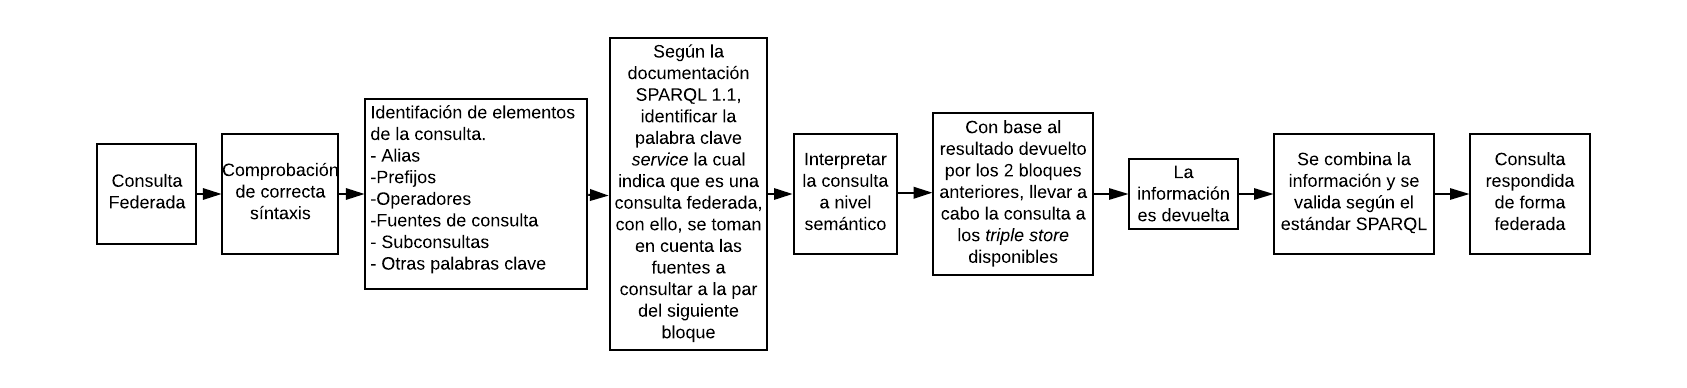 Consulta
Federada
Comprobación
de correcta
síntaxis
Identifación de elementos
de la consulta.
- Alias
-Prefijos
-Operadores
-Fuentes de consulta
- Subconsultas
- Otras palabras clave
Según la
documentación
SPARQL 1.1,
identificar la
palabra clave
service la cual
indica que es una
consulta federada,
con ello, se toman
en cuenta las
fuentes a
consultar a la par
del siguiente
bloque
Interpretar
la consulta
a nivel
semántico
Con base al
resultado devuelto
por los 2 bloques
anteriores, llevar a
cabo la consulta a
los triple store
disponibles
La
información
es devuelta
Se combina la
información y se
valida según el
estándar SPARQL
Consulta
respondida
de forma
federada